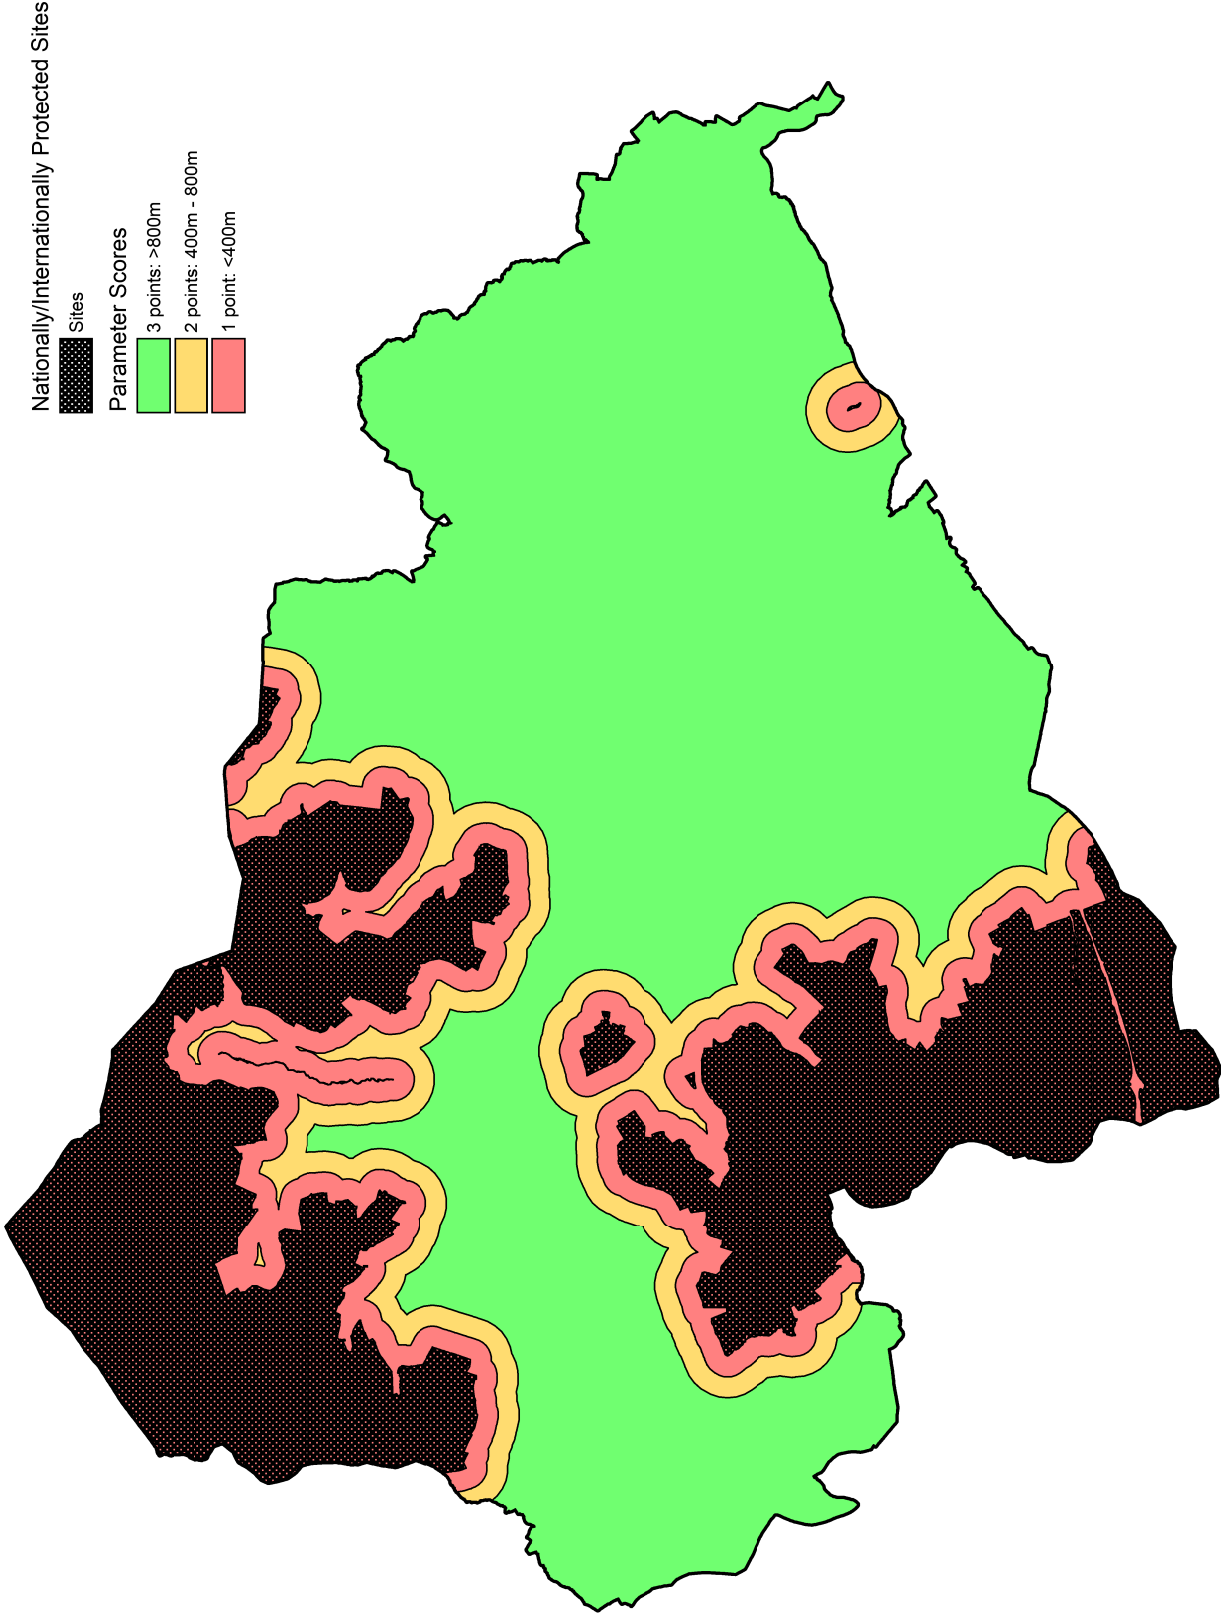 Nationally/Internationally Protected Sites
Sites
Parameter Scores
3 points: >800m
2 points: 400m - 800m
1 point: <400m